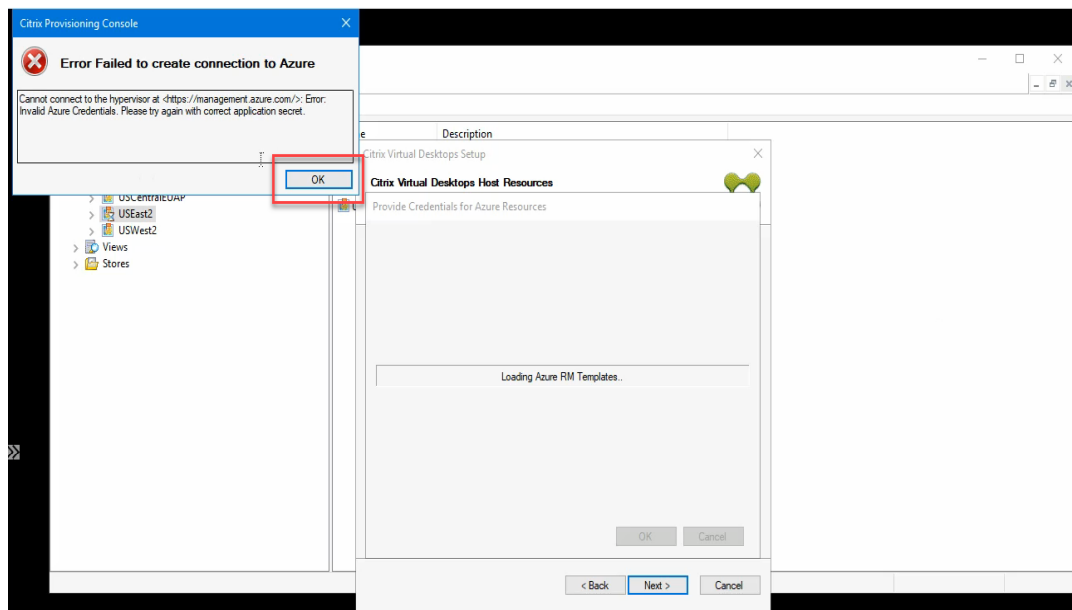 Citrix Provisioning Console
Error Failed to create connection to Azure
Cannot connect to the hypervisor at <https://management.azure.com/>: Error:
Invalid Azure Credentials. Please try again with correct application secret.
OK
e Description
Citrix Virtual Desktops Setup
Citrix Virtual Desktops Host Resources
Provide Credentials for Azure Resources
USCentralEUAP
USEast2
USWest2
Views
Stores
Loading Azure RM Templates..
OK Cancel
< Back Next > Cancel